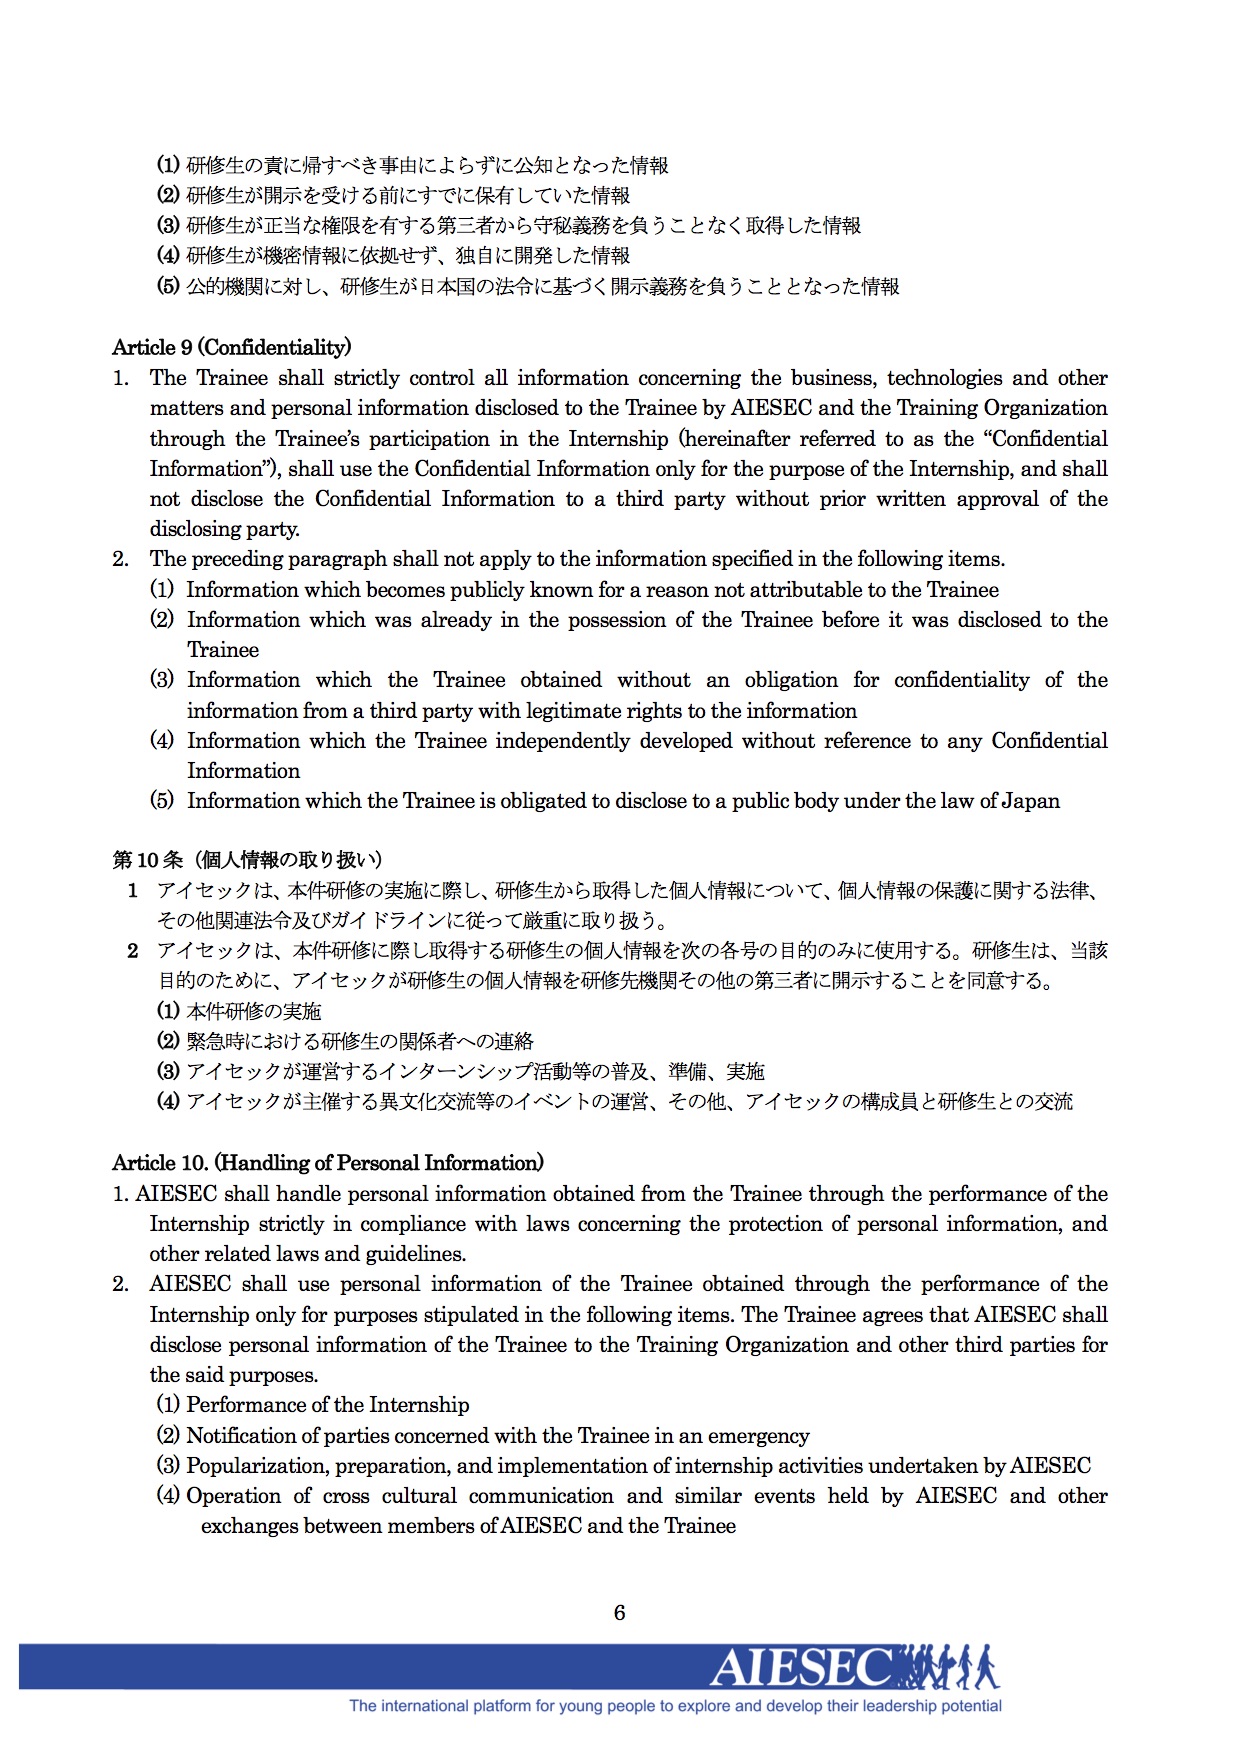 (1) 研修生の責に帰すべき事由によらずに公知となった情報
(2) 研修生が開示を受ける前にすでに保有していた情報
(3) 研修生が正当な権限を有する第三者から守秘義務を負うことなく取得した情報
(4) 研修生が機密情報に依拠せず、独自に開発した情報
(5) 公的機関に対し、研修生が日本国の法令に基づく開示義務を負うこととなった情報
Article 9 (Confidentiality)
1. The Trainee shall strictly control all information concerning the business, technologies and other
matters and personal information disclosed to the Trainee by AIESEC and the Training Organization
through the Trainee’s participation in the Internship (hereinafter referred to as the “Confidential
Information”), shall use the Confidential Information only for the purpose of the Internship, and shall
not disclose the Confidential Information to a third party without prior written approval of the
disclosing party.
2. The preceding paragraph shall not apply to the information specified in the following items.
(1) Information which becomes publicly known for a reason not attributable to the Trainee
(2) Information which was already in the possession of the Trainee before it was disclosed to the
Trainee
(3) Information which the Trainee obtained without an obligation for confidentiality of the
information from a third party with legitimate rights to the information
(4) Information which the Trainee independently developed without reference to any Confidential
Information
(5) Information which the Trainee is obligated to disclose to a public body under the law of Japan
第 10 条（個人情報の取り扱い）
1 アイセックは、本件研修の実施に際し、研修生から取得した個人情報について、個人情報の保護に関する法律、
その他関連法令及びガイドラインに従って厳重に取り扱う。
2 アイセックは、本件研修に際し取得する研修生の個人情報を次の各号の目的のみに使用する。研修生は、当該
目的のために、アイセックが研修生の個人情報を研修先機関その他の第三者に開示することを同意する。
(1) 本件研修の実施
(2) 緊急時における研修生の関係者への連絡
(3) アイセックが運営するインターンシップ活動等の普及、準備、実施
(4) アイセックが主催する異文化交流等のイベントの運営、その他、アイセックの構成員と研修生との交流
Article 10. (Handling of Personal Information)
1. AIESEC shall handle personal information obtained from the Trainee through the performance of the
Internship strictly in compliance with laws concerning the protection of personal information, and
other related laws and guidelines.
2. AIESEC shall use personal information of the Trainee obtained through the performance of the
Internship only for purposes stipulated in the following items. The Trainee agrees that AIESEC shall
disclose personal information of the Trainee to the Training Organization and other third parties for
the said purposes.
(1) Performance of the Internship
(2) Notification of parties concerned with the Trainee in an emergency
(3) Popularization, preparation, and implementation of internship activities undertaken by AIESEC
(4) Operation of cross cultural communication and similar events held by AIESEC and other
exchanges between members of AIESEC and the Trainee
6
AIESEC
The international platform for young people to explore and develop their leadership potential